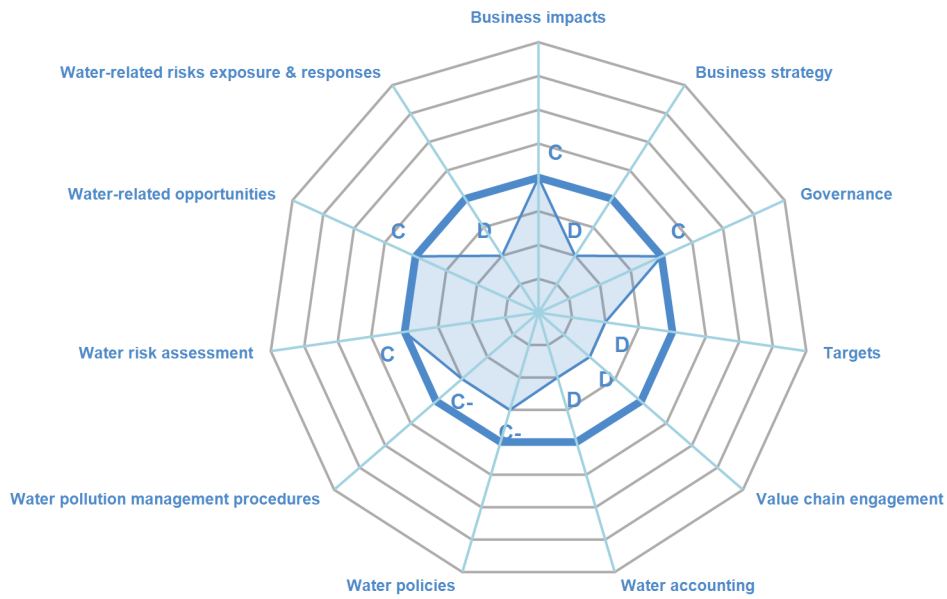 Business impacts
Water-related risks exposure & responses
Business strategy
C
Water-related opportunities
Governance
C
D
D
C
Water risk assessment
C
D
Targets
D
C-
D
C-
Water pollution management procedures
Value chain engagement
Water policies
Water accounting